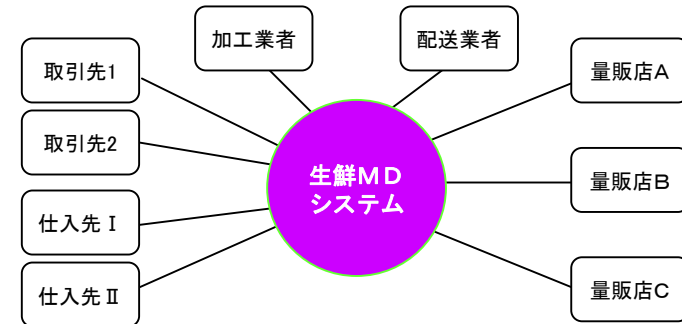 加工業者
配送業者
取引先1
取引先2
仕入先Ⅰ
仕入先Ⅱ
生鮮ＭＤ
システム
量販店A
量販店B
量販店C